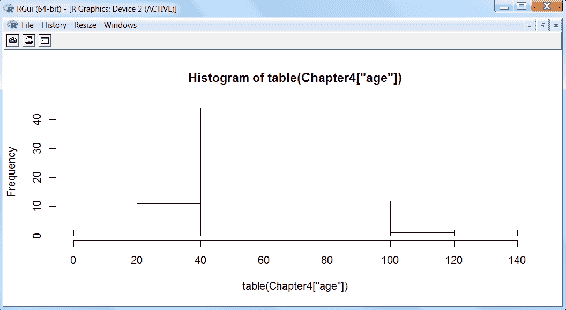 RGui (64-bit) - [R Graphics: Device 2 (ACTIVE)]
File History Resize Windows
Histogram of table(Chapter4["age"])
Frequency
40
30
20
10
0
0 20 40 60 80 100 120 140
table(Chapter4["age"])